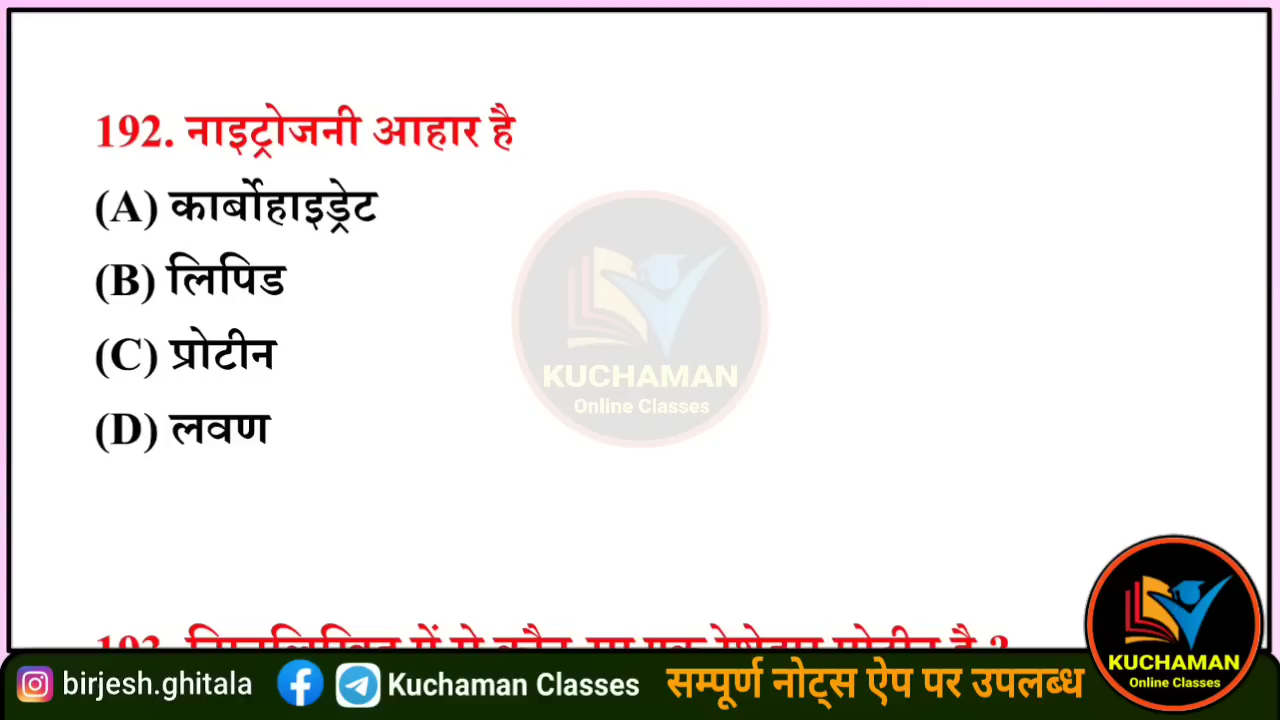 192. नाइट्रोजनी आहार है
(A) कार्बोहाइड्रेट
(B) लिपिड
(C) प्रोटीन
(D) लवण
KUCHAMAN
Online Classes
birjesh.ghitala
Kuchaman Classes
सम्पूर्ण नोट्स ऐप पर उपलब्ध
KUCHAMAN
Online Classes